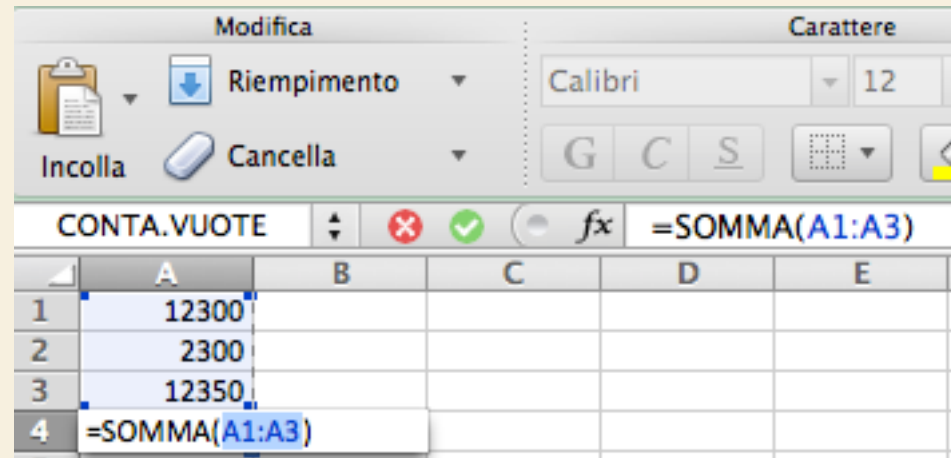 Modifica Carattere
Riempimento Calibri 12
Incolla Cancella G C S
CONTA.VUOTE fx =SOMMA(A1:A3)
A B C D E
1 12300
2 2300
3 12350
4 =SOMMA(A1:A3)